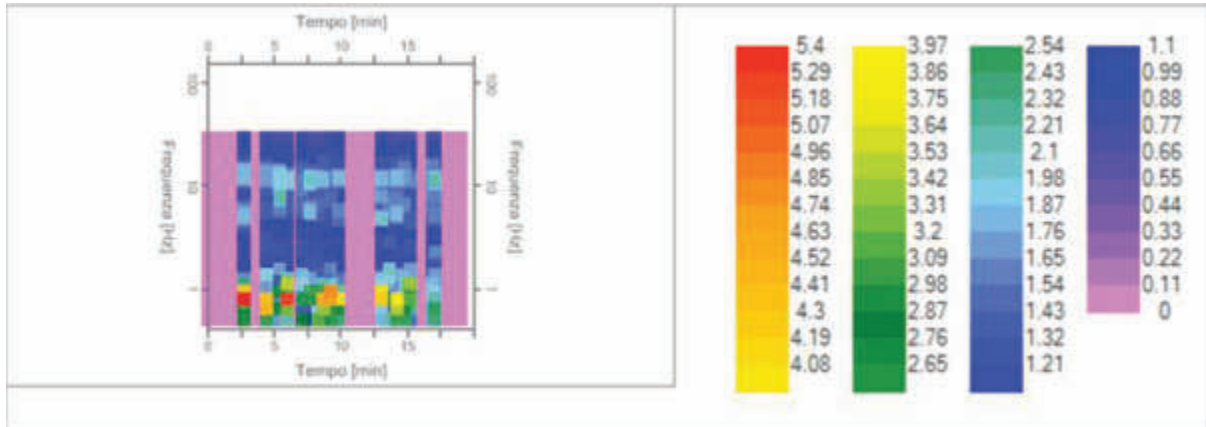 Tempo [min]
0 5 10 15
100 100
Frequenza [Hz] Frequenza [Hz]
10 10
1 1
0 5 10 15
Tempo [min]
5.4 3.97 2.54 1.1
5.29 3.86 2.43 0.99
5.18 3.75 2.32 0.88
5.07 3.64 2.21 0.77
4.96 3.53 2.1 0.66
4.85 3.42 1.98 0.55
4.74 3.31 1.87 0.44
4.63 3.2 1.76 0.33
4.52 3.09 1.65 0.22
4.41 2.98 1.54 0.11
4.3 2.87 1.43 0
4.19 2.76 1.32
4.08 2.65 1.21